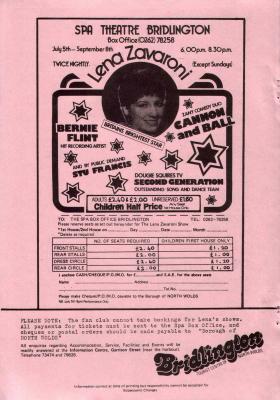 SPA THEATRE BRIDLINGTON
Box Office (0262) 78258
July 5th - September 11th 6.00p.m. 8.30p.m.
TWICE NIGHTLY. (Except Sundays)
Lena Zavaroni
BRITAINS BRIGHTEST STAR
BERNIE
FLINT
HIT RECORDING ARTIST
ZANY COMEDY DUO
CANNON
and BALL
AND BY PUBLIC DEMAND
STU FRANCIS
DOUGIE SQUIRES T.V.
SECOND GENERATION
OUTSTANDING SONG AND DANCE TEAM
ADULTS £2.40 & £2.00 UNRESERVED £1.50
Children Half Price
TO: THE SPA BOX OFFICE BRIDLINGTON TEL: 0262-78258
Please reserve seats as set out hereunder for The Lena Zavaroni Show
*1st House/2nd House on Day Date Month
*Delete as required
NO. OF SEATS REQUIRED CHILDREN FIRST HOUSE ONLY
FRONT STALLS £2.40 £1.20
REAR STALLS £2.00 £1.00
DRESS CIRCLE £2.40 £1.20
REAR CIRCLE £2.00 £1.00
I enclose CASH/CHEQUE/P.O./M.O. for £ and S.A.E. for the above seats
Name
Address
Tel No.
Please make Cheques/P.O./M.O. payable to the Borough of NORTH WOLDS
PLEASE NOTE: The fan club cannot take bookings for Lena's shows.
All payments for tickets must be sent to the Spa Box Office, and
cheques or postal orders should be made payable to "Borough of
NORTH WOLDS"
All enquiries regarding Accommodation, Service, Facilities and Events will be
readily answered at the Information Centre, Garrison Street (near the harbour).
Telephone 73474 and 79626.
Bridlington
Information correct at time of printing but responsibility cannot be accepted for
Subsequent Changes